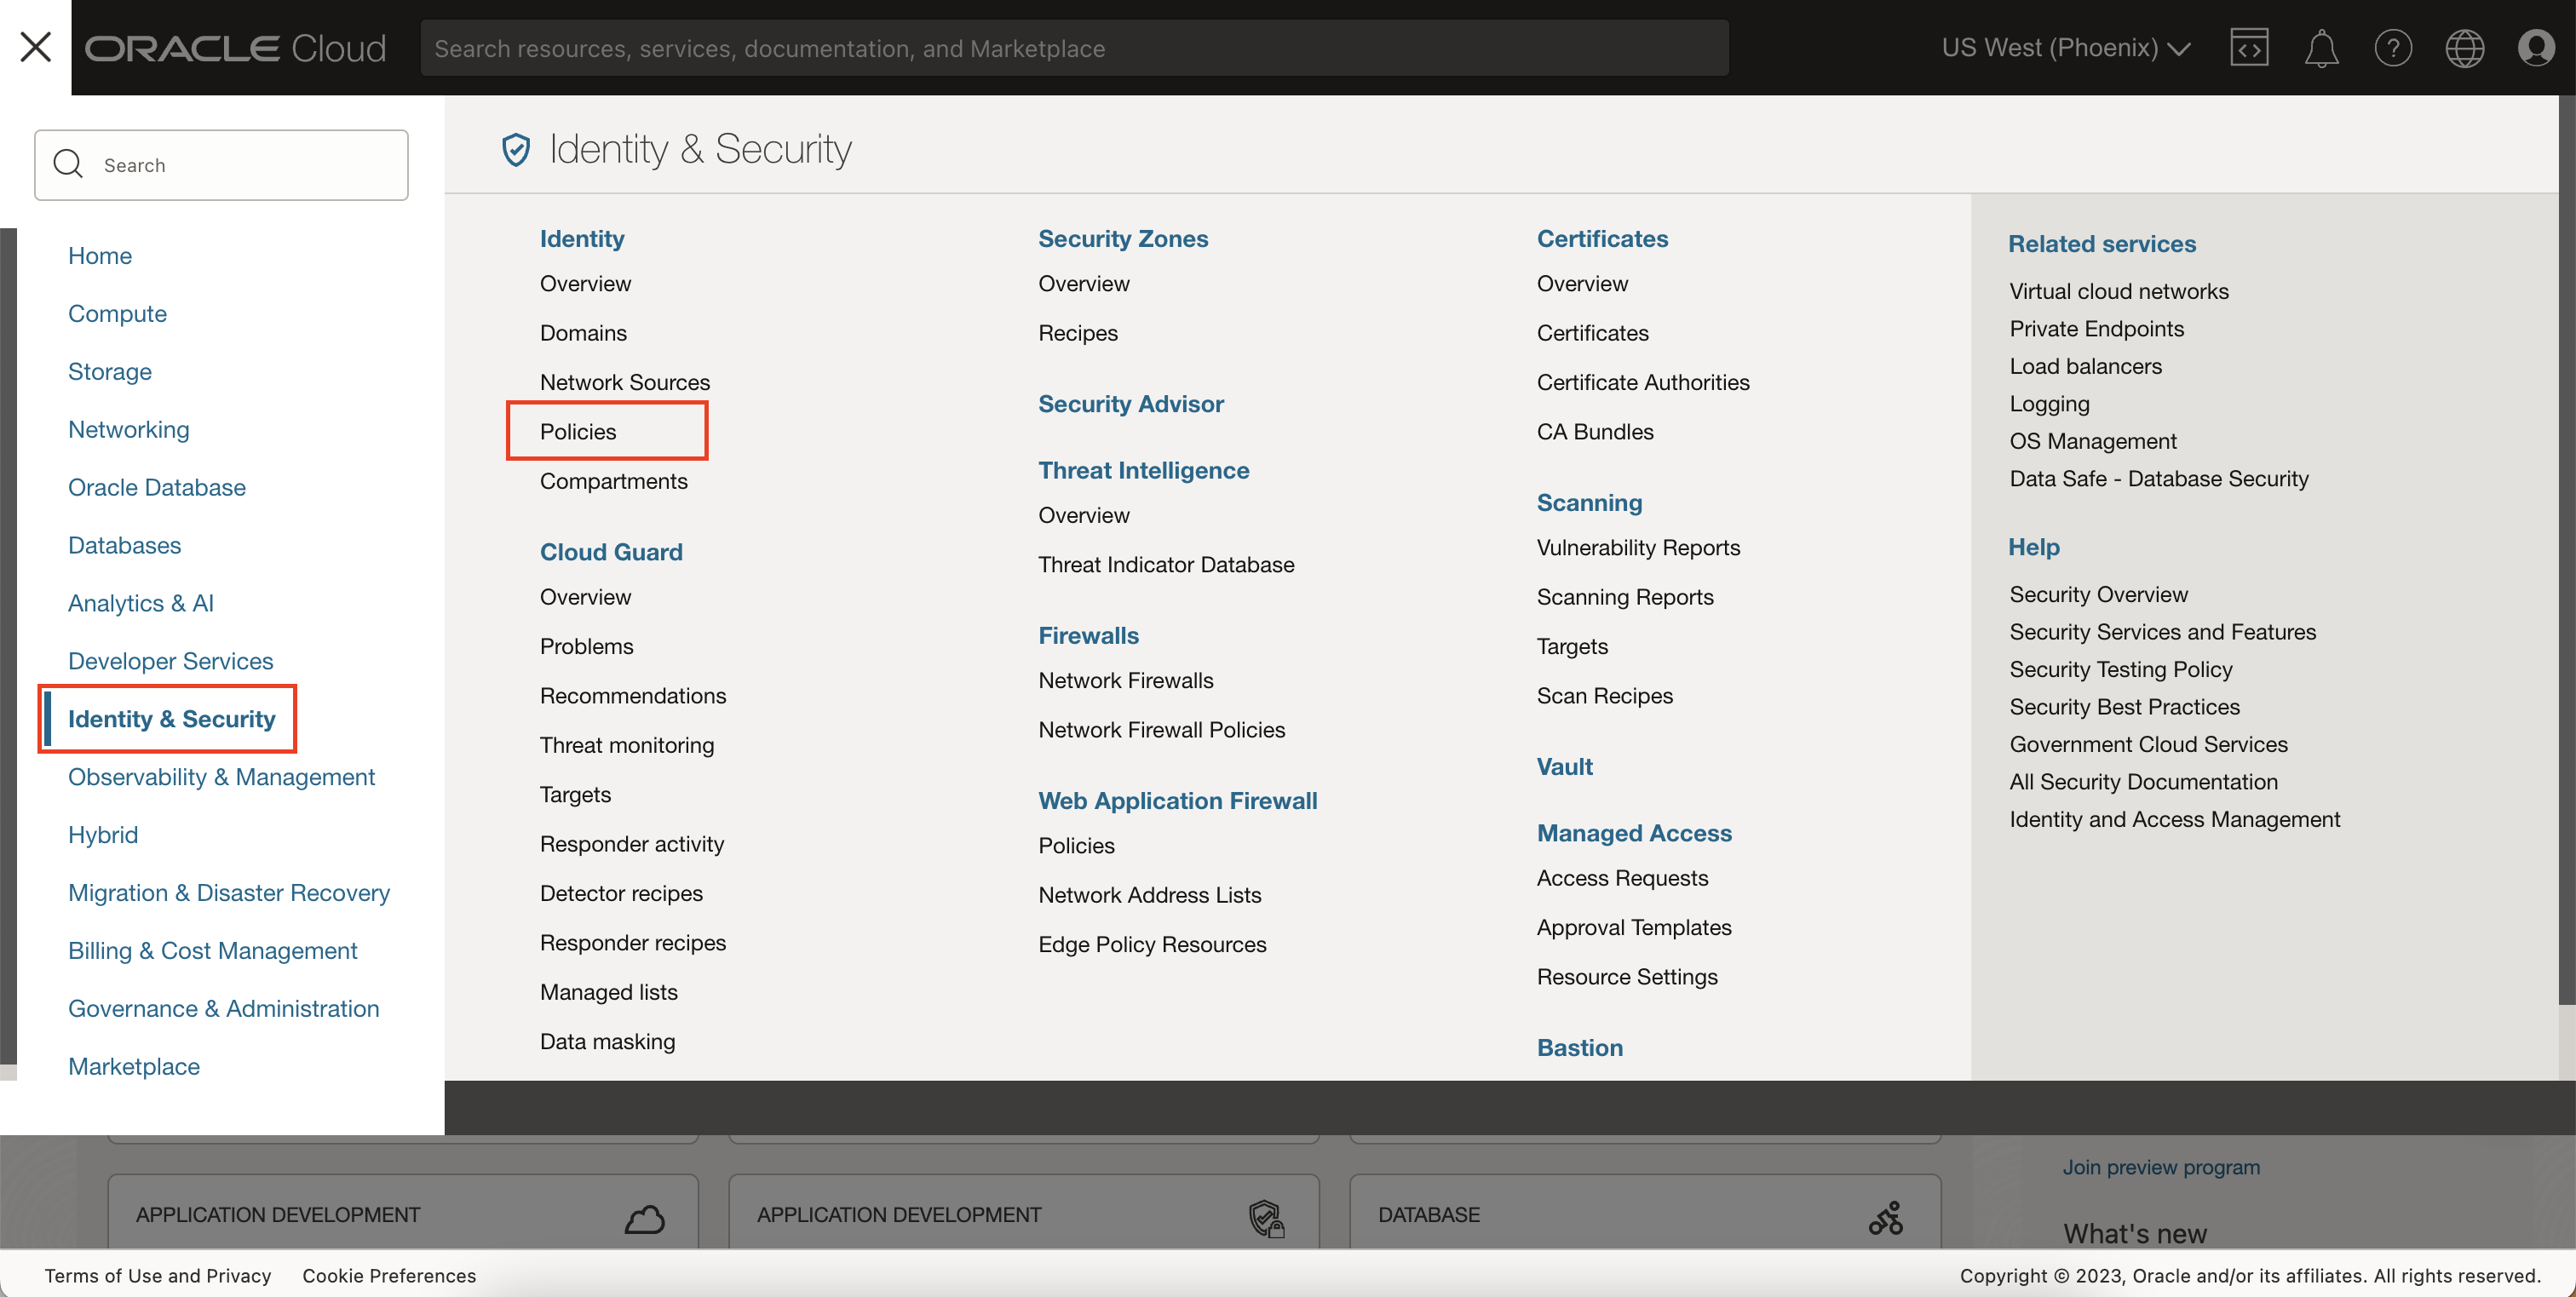 ORACLE Cloud
Search resources, services, documentation, and Marketplace
US West (Phoenix)
Search
Home
Compute
Storage
Networking
Oracle Database
Databases
Analytics & AI
Developer Services
Identity & Security
Observability & Management
Hybrid
Migration & Disaster Recovery
Billing & Cost Management
Governance & Administration
Marketplace
Identity & Security
Identity
Overview
Domains
Network Sources
Policies
Compartments
Cloud Guard
Overview
Problems
Recommendations
Threat monitoring
Targets
Responder activity
Detector recipes
Responder recipes
Managed lists
Data masking
Security Zones
Overview
Recipes
Security Advisor
Threat Intelligence
Overview
Threat Indicator Database
Firewalls
Network Firewalls
Network Firewall Policies
Web Application Firewall
Policies
Network Address Lists
Edge Policy Resources
Certificates
Overview
Certificates
Certificate Authorities
CA Bundles
Scanning
Vulnerability Reports
Scanning Reports
Targets
Scan Recipes
Vault
Managed Access
Access Requests
Approval Templates
Resource Settings
Bastion
Related services
Virtual cloud networks
Private Endpoints
Load balancers
Logging
OS Management
Data Safe - Database Security
Help
Security Overview
Security Services and Features
Security Testing Policy
Security Best Practices
Government Cloud Services
All Security Documentation
Identity and Access Management
APPLICATION DEVELOPMENT
APPLICATION DEVELOPMENT
DATABASE
Join preview program
What's new
Terms of Use and Privacy
Cookie Preferences
Copyright © 2023, Oracle and/or its affiliates. All rights reserved.